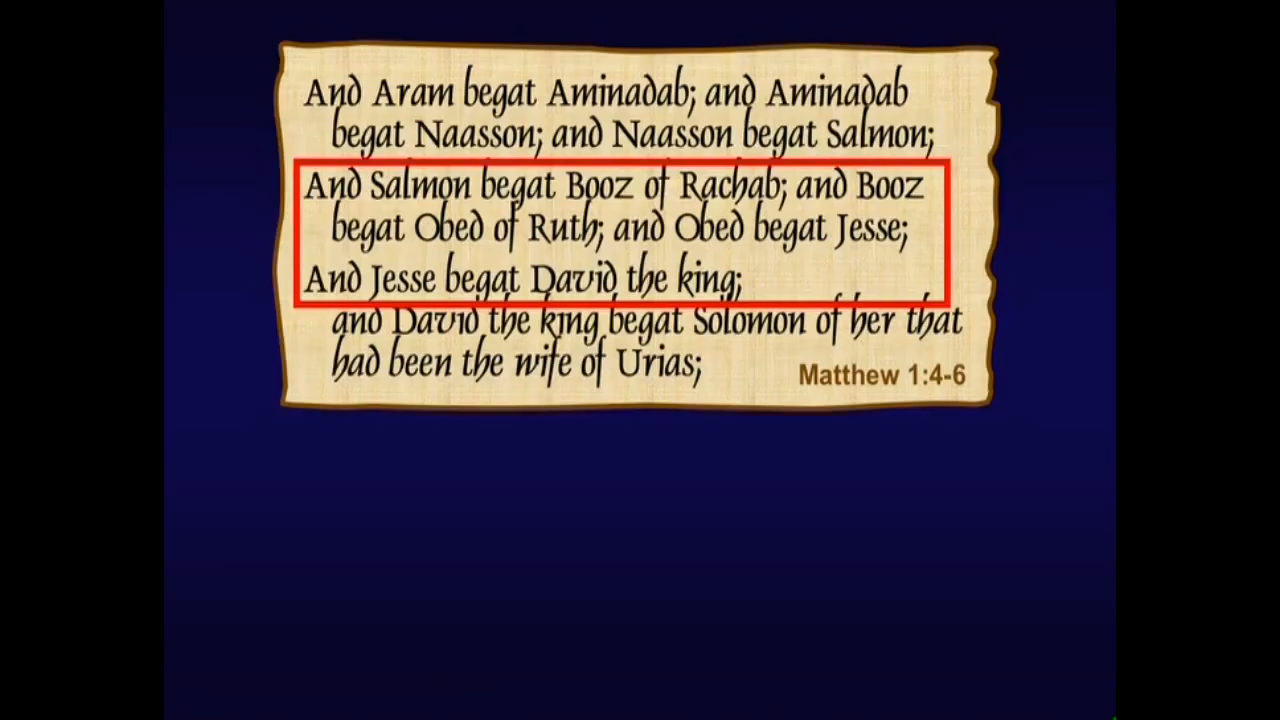 And Aram begat Aminadab; and Aminadab
begat Naasson; and Naasson begat Salmon;
And Salmon begat Booz of Rachab; and Booz
begat Obed of Ruth; and Obed begat Jesse;
And Jesse begat David the king;
and David the king begat Solomon of her that
had been the wife of Urias;
Matthew 1:4-6